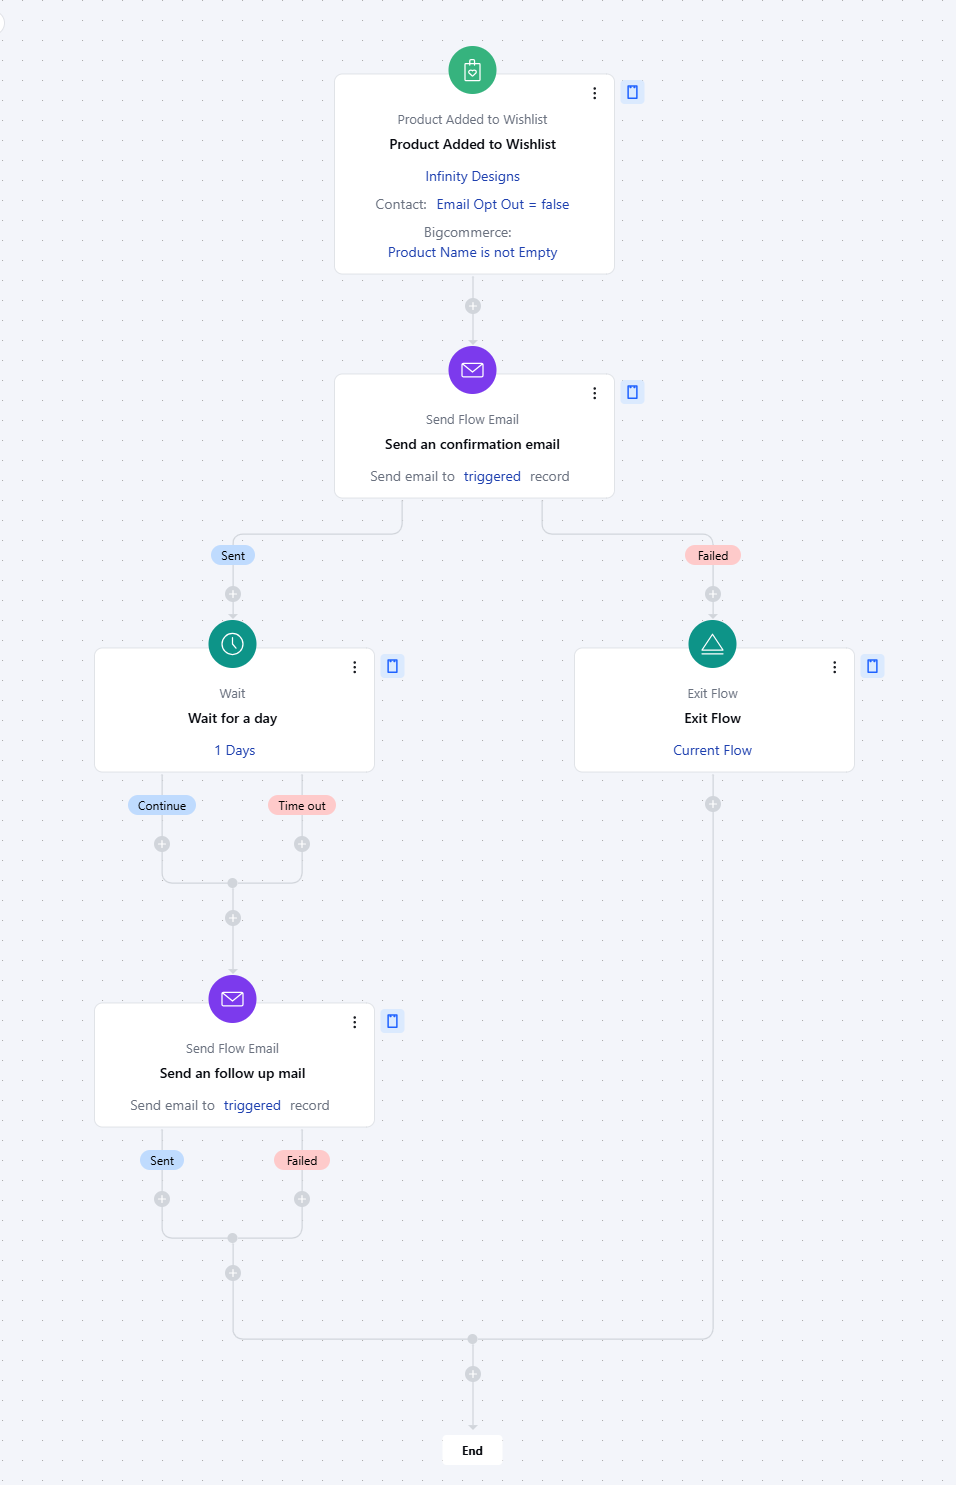 Product Added to Wishlist
Product Added to Wishlist
Infinity Designs
Contact: Email Opt Out = false
Bigcommerce:
Product Name is not Empty
Send Flow Email
Send an confirmation email
Send email to triggered record
Sent
Failed
Wait
Wait for a day
1 Days
Exit Flow
Exit Flow
Current Flow
Continue
Time out
Send Flow Email
Send an follow up mail
Send email to triggered record
Sent
Failed
End